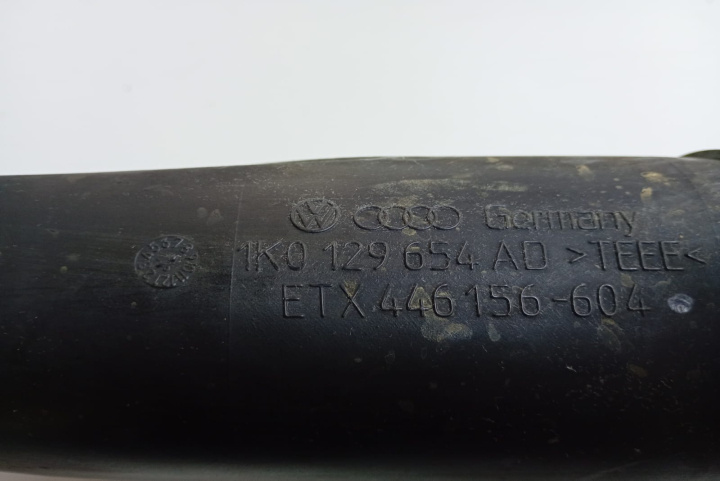 Germany
1K0 129 654 AD >TEEE<
ETX 446 156-604